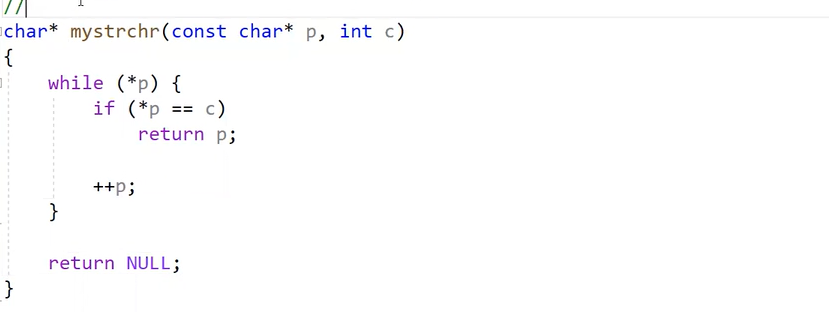 //
char* mystrchr(const char* p, int c)
{
    while (*p) {
        if (*p == c)
            return p;

        ++p;
    }

    return NULL;
}